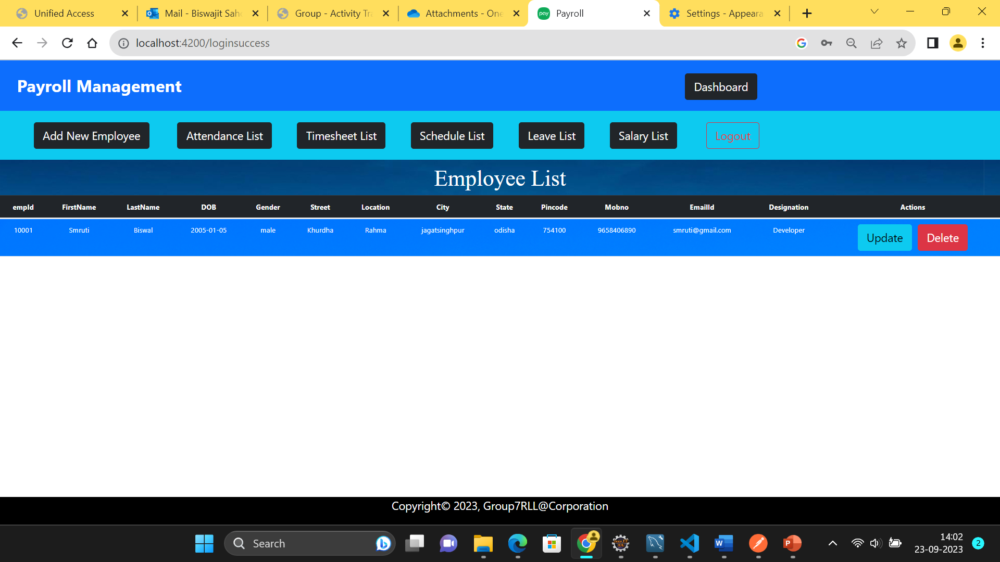 Unified Access
Mail - Biswajit Saho
Group - Activity Tra
Attachments - One
Payroll
Settings - Appeara
localhost:4200/loginsuccess
Payroll Management
Dashboard
Add New Employee
Attendance List
Timesheet List
Schedule List
Leave List
Salary List
Logout
Employee List
empId FirstName LastName DOB Gender Street Location City State Pincode Mobno EmailId Designation Actions
10001 Smruti Biswal 2005-01-05 male Khurdha Rahma jagatsinghpur odisha 754100 9658406890 smruti@gmail.com Developer Update Delete
Copyright© 2023, Group7RLL@Corporation
Search
14:02
23-09-2023
2